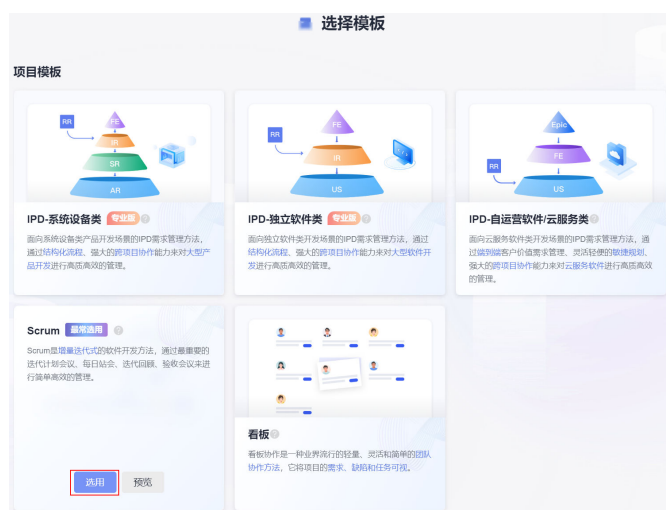 选择模板
项目模板
RR
FE
IR
SR
AR
IPD-系统设备类 专业版
面向系统设备类产品开发场景的IPD需求管理方法，
通过结构化流程、强大的跨项目协作能力来对大型产
品开发进行高质高效的管理。
RR
FE
IR
US
IPD-独立软件类 专业版
面向独立软件类开发场景的IPD需求管理方法，通过
结构化流程、强大的跨项目协作能力来对大型软件开
发进行高质高效的管理。
Epic
RR
FE
US
IPD-自运营软件/云服务类
面向云服务软件类开发场景的IPD需求管理方法，通
过端到端客户价值需求管理、灵活轻便的敏捷规划、
强大的跨项目协作能力来对云服务软件进行高质高效
的管理。
Scrum 最常选用
Scrum是增量迭代式的软件开发方法，通过最重要的
迭代计划会议、每日站会、迭代回顾、验收会议来进
行简单高效的管理。
选用 预览
看板
看板协作是一种业界流行的轻量、灵活和简单的团队
协作方法，它将项目的需求、缺陷和任务可视。